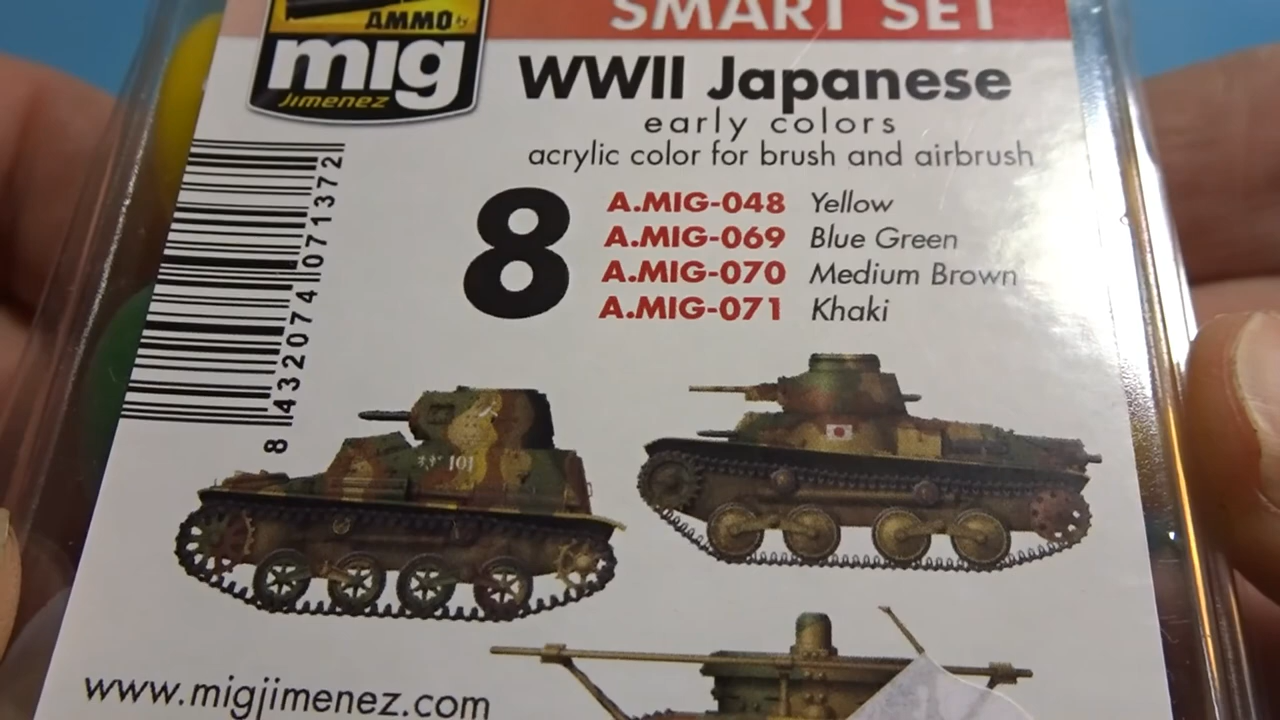 SMART SET
AMMO by
mig
Jimenez
WWII Japanese
early colors
acrylic color for brush and airbrush
8
A.MIG-048 Yellow
A.MIG-069 Blue Green
A.MIG-070 Medium Brown
A.MIG-071 Khaki
8 432074 071372
101
www.migjimenez.com